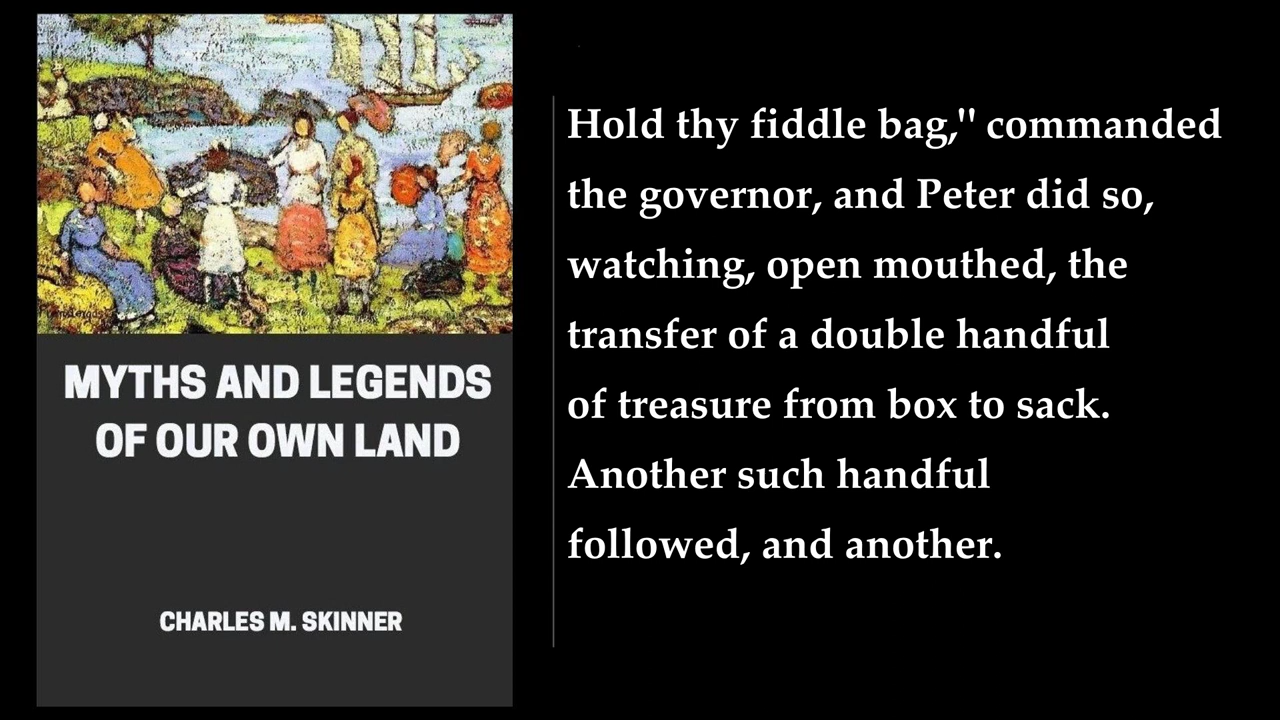 MYTHS AND LEGENDS
OF OUR OWN LAND
CHARLES M. SKINNER
Hold thy fiddle bag," commanded
the governor, and Peter did so,
watching, open mouthed, the
transfer of a double handful
of treasure from box to sack.
Another such handful
followed, and another.